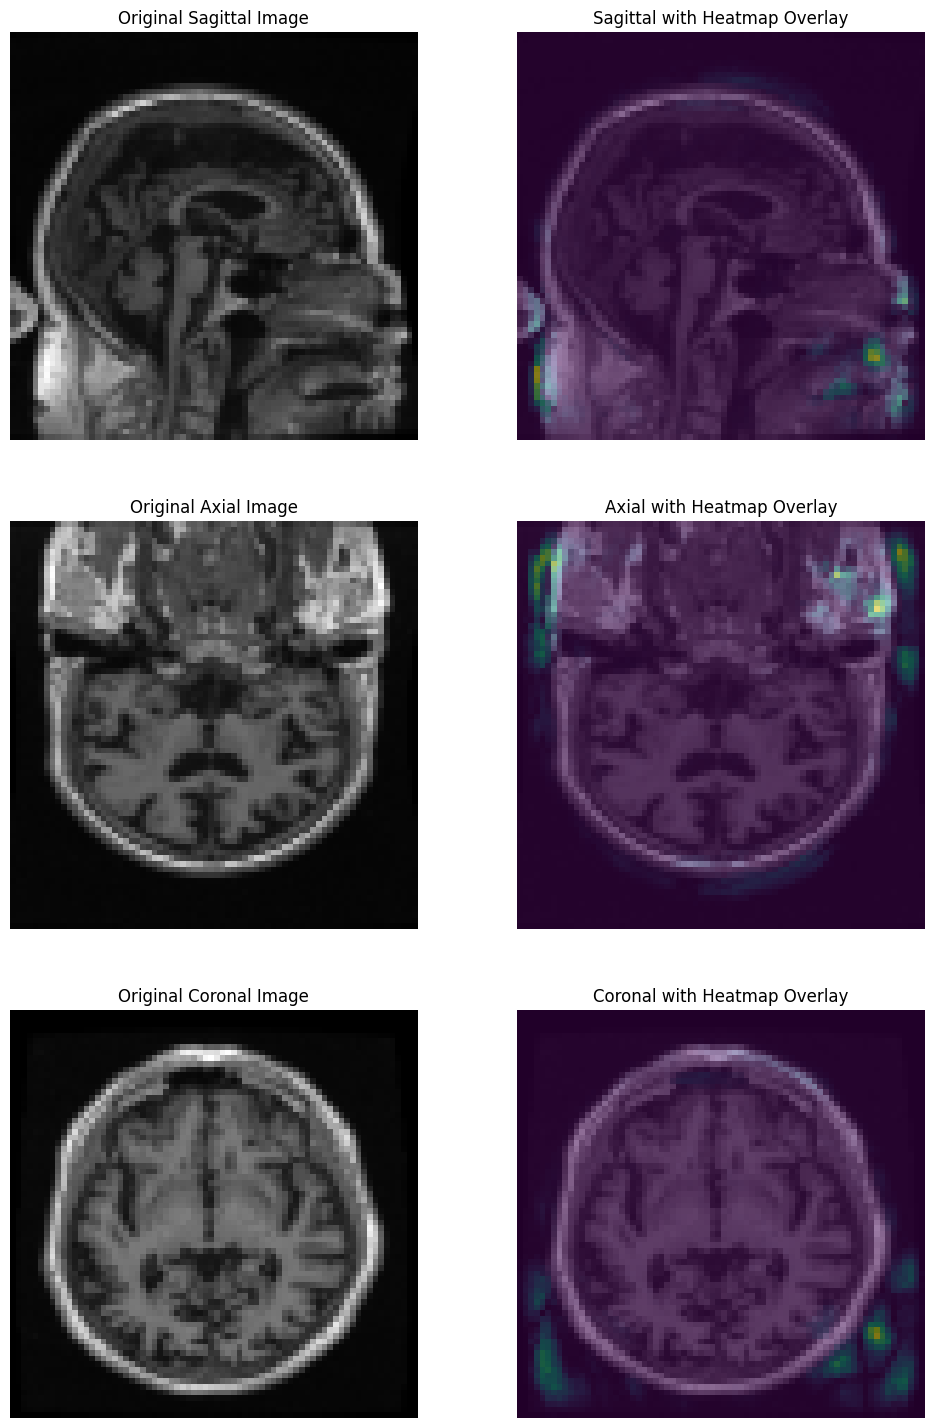 Original Sagittal Image
Sagittal with Heatmap Overlay
Original Axial Image
Axial with Heatmap Overlay
Original Coronal Image
Coronal with Heatmap Overlay